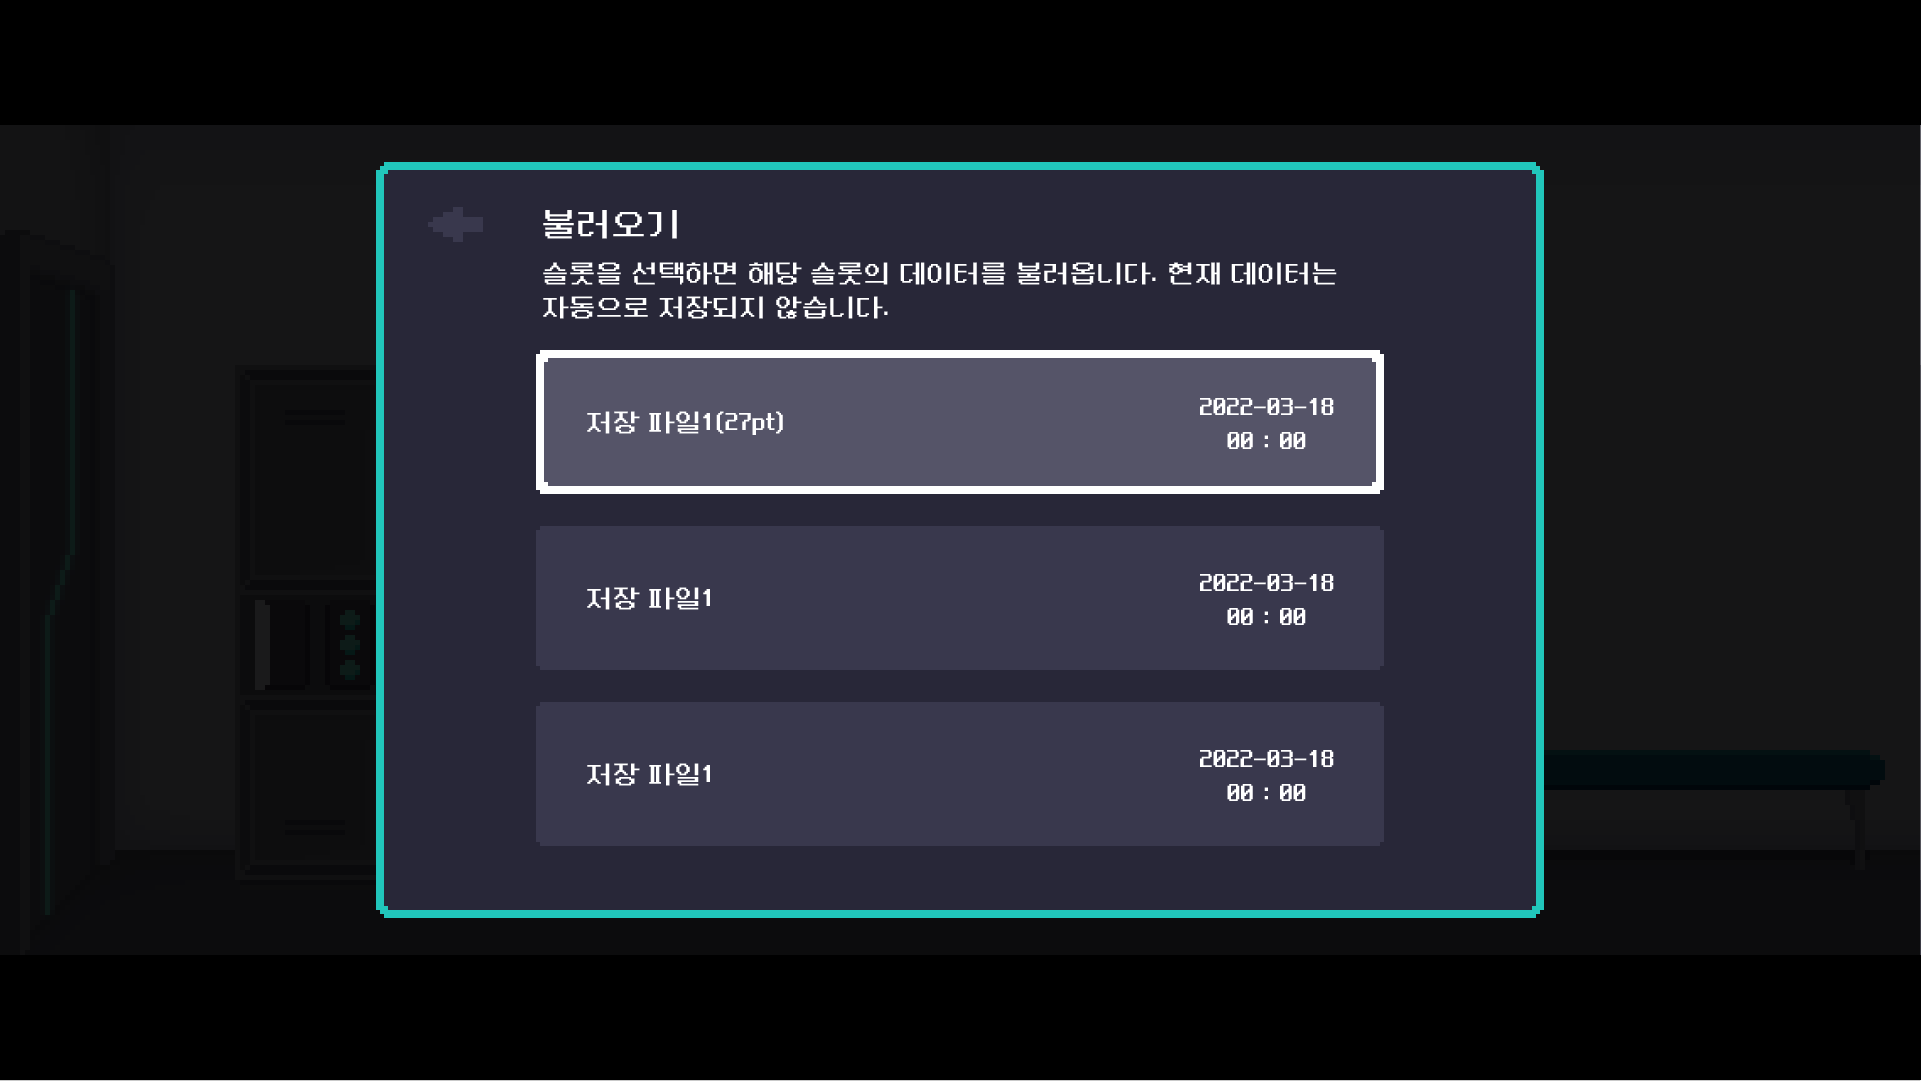 불러오기
슬롯을 선택하면 해당 슬롯의 데이터를 불러옵니다. 현재 데이터는
자동으로 저장되지 않습니다.
저장 파일1(27pt)
2022-03-18
00 : 00
저장 파일1
2022-03-18
00 : 00
저장 파일1
2022-03-18
00 : 00